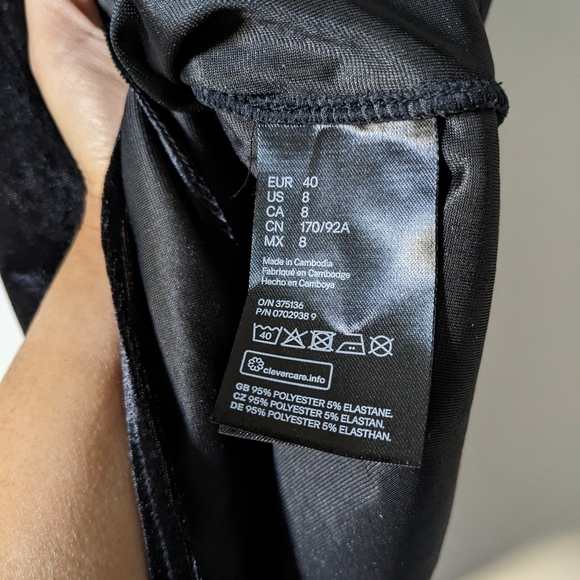 EUR 40
US 8
CA 8
CN 170/92A
MX 8
Made in Cambodia
Fabriqué en Cambodge
Hecho en Camboya
O/N 375136
P/N 0702938 9
40
clevercare.info
GB 95% POLYESTER 5% ELASTANE.
CZ 95% POLYESTER 5% ELASTAN.
DE 95% POLYESTER 5% ELASTHAN.